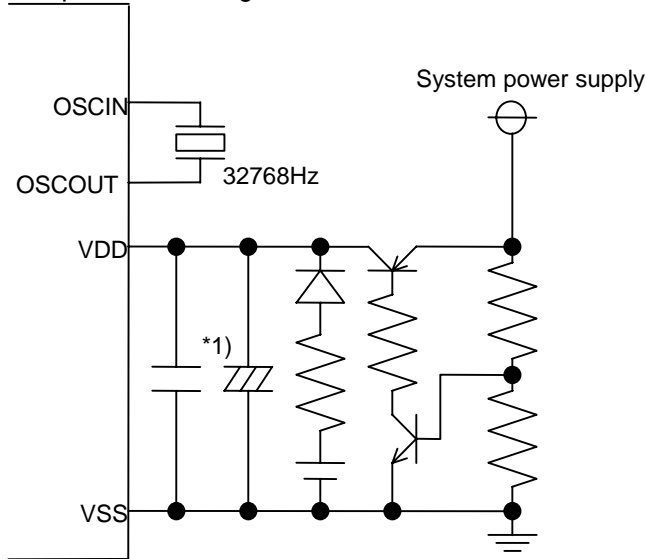 System power supply
OSCIN
OSCOUT
32768Hz
VDD
*1)
VSS